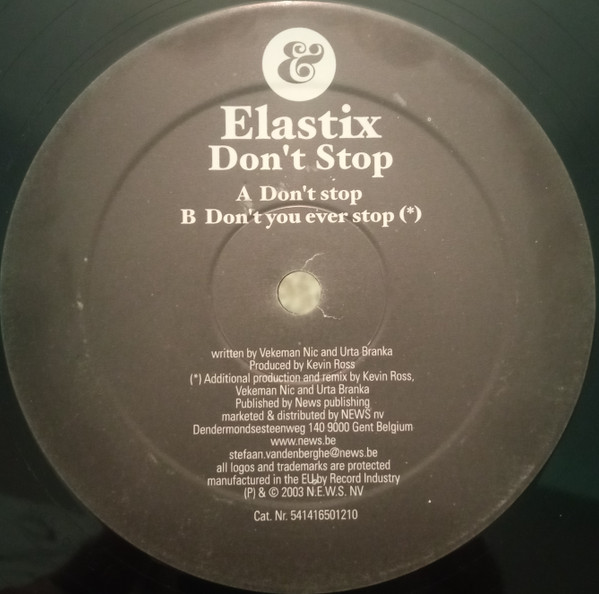 &
Elastix
Don't Stop
A Don't stop
B Don't you ever stop (*)
written by Vekeman Nic and Urta Branka
Produced by Kevin Ross
(*) Additional production and remix by Kevin Ross,
Vekeman Nic and Urta Branka
Published by News publishing
marketed & distributed by NEWS nv
Dendermondsesteenweg 140 9000 Gent Belgium
www.news.be
stefaan.vandenberghe@news.be
all logos and trademarks are protected
manufactured in the EU by Record Industry
(P) & © 2003 N.E.W.S. NV
Cat. Nr. 541416501210